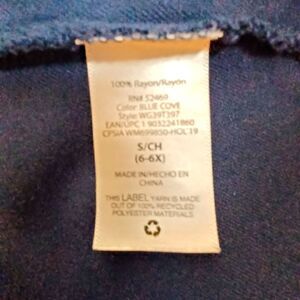 100% Rayon/Rayón
RN# 52469
Color: BLUE COVE
Style: WG39T397
EAN/UPC 1 9032241860
CPSIA WM699850-HOL 19
S/CH
(6-6X)
MADE IN/HECHO EN
CHINA
THIS LABEL YARN IS MADE
OUT OF 100% RECYCLED
POLYESTER MATERIALS